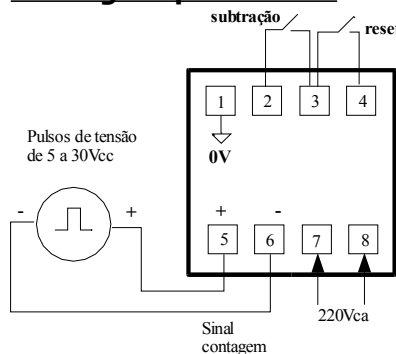 subtração
rese
1 2 3 4
0V
Pulsos de tensão
de 5 a 30Vcc
- +
+ -
5 6 7 8
220Vca
Sinal
contagem